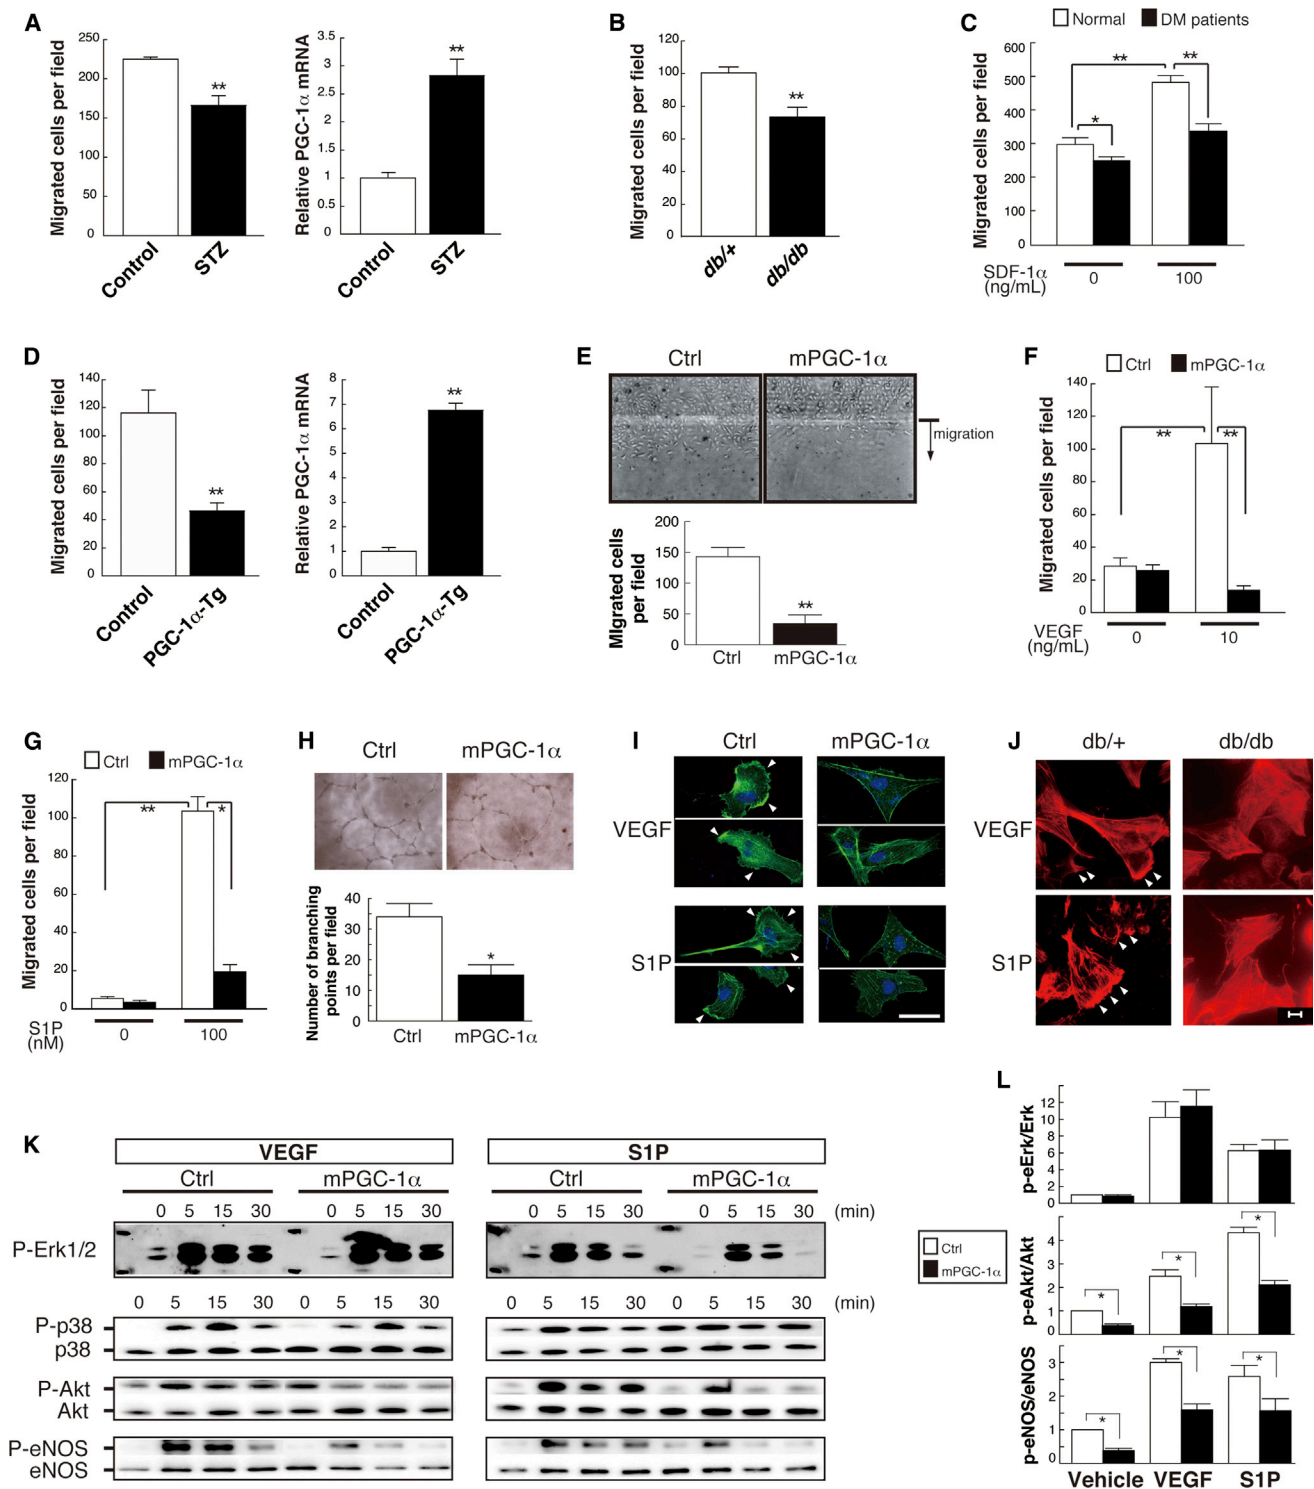 A
Migrated cells per field
250
200
150
100
50
0
**
Control
STZ
Relative PGC-1α mRNA
3.5
3
2.5
2
1.5
1
0.5
0
**
Control
STZ
B
Migrated cells per field
120
100
80
60
40
20
0
**
db/+
db/db
C
Normal
DM patients
Migrated cells per field
600
500
400
300
200
100
0
**
**
*
SDF-1α
(ng/mL)
0
100
D
Migrated cells per field
140
120
100
80
60
40
20
0
**
Control
PGC-1α-Tg
Relative PGC-1α mRNA
8
7
6
5
4
3
2
1
0
**
Control
PGC-1α-Tg
E
Ctrl
mPGC-1α
migration
MIgrated cells
per field
200
150
100
50
0
**
Ctrl
mPGC-1α
F
Ctrl
mPGC-1α
Migrated cells per field
140
120
100
80
60
40
20
0
**
**
VEGF
(ng/mL)
0
10
G
Ctrl
mPGC-1α
Migrated cells per field
120
100
80
60
40
20
0
**
*
S1P
(nM)
0
100
H
Ctrl
mPGC-1α
Number of branching
points per field
40
35
30
20
10
0
*
Ctrl
mPGC-1α
I
Ctrl
mPGC-1α
VEGF
S1P
J
db/+
db/db
VEGF
S1P
K
VEGF
S1P
Ctrl
mPGC-1α
Ctrl
mPGC-1α
0 5 15 30 0 5 15 30 0 5 15 30 0 5 15 30 (min)
P-Erk1/2
0 5 15 30 0 5 15 30 0 5 15 30 0 5 15 30 (min)
P-p38
p38
P-Akt
Akt
P-eNOS
eNOS
L
Ctrl
mPGC-1α
p-eErk/Erk
12
10
8
6
4
2
0
p-eAkt/Akt
4
3
2
1
0
*
*
*
p-eNOS/eNOS
3
2
1
0
*
*
*
Vehicle
VEGF
S1P